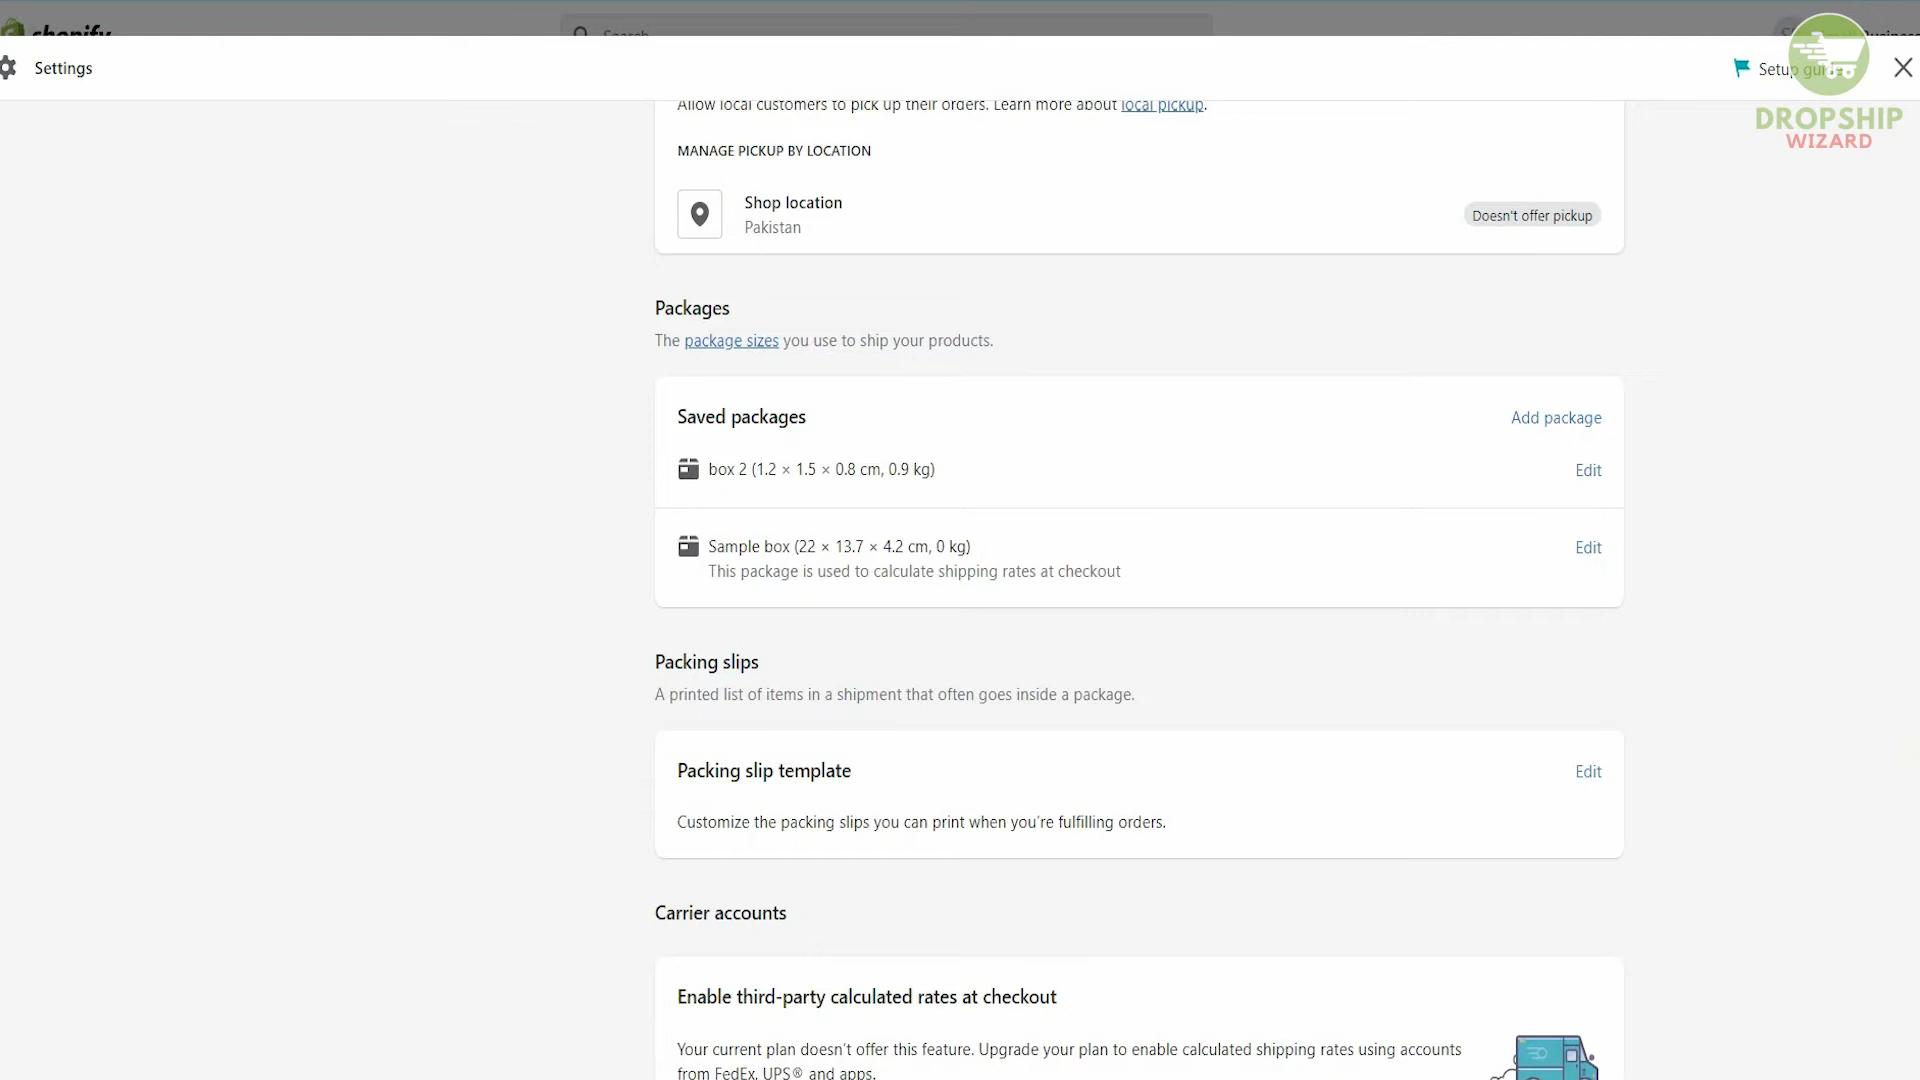 shopify
Search
Settings
Setup guide
DROPSHIP
WIZARD
Allow local customers to pick up their orders. Learn more about local pickup.
MANAGE PICKUP BY LOCATION
Shop location
Pakistan
Doesn't offer pickup
Packages
The package sizes you use to ship your products.
Saved packages
Add package
box 2 (1.2 × 1.5 × 0.8 cm, 0.9 kg)
Edit
Sample box (22 × 13.7 × 4.2 cm, 0 kg)
Edit
This package is used to calculate shipping rates at checkout
Packing slips
A printed list of items in a shipment that often goes inside a package.
Packing slip template
Edit
Customize the packing slips you can print when you're fulfilling orders.
Carrier accounts
Enable third-party calculated rates at checkout
Your current plan doesn't offer this feature. Upgrade your plan to enable calculated shipping rates using accounts
from FedEx, UPS® and apps.